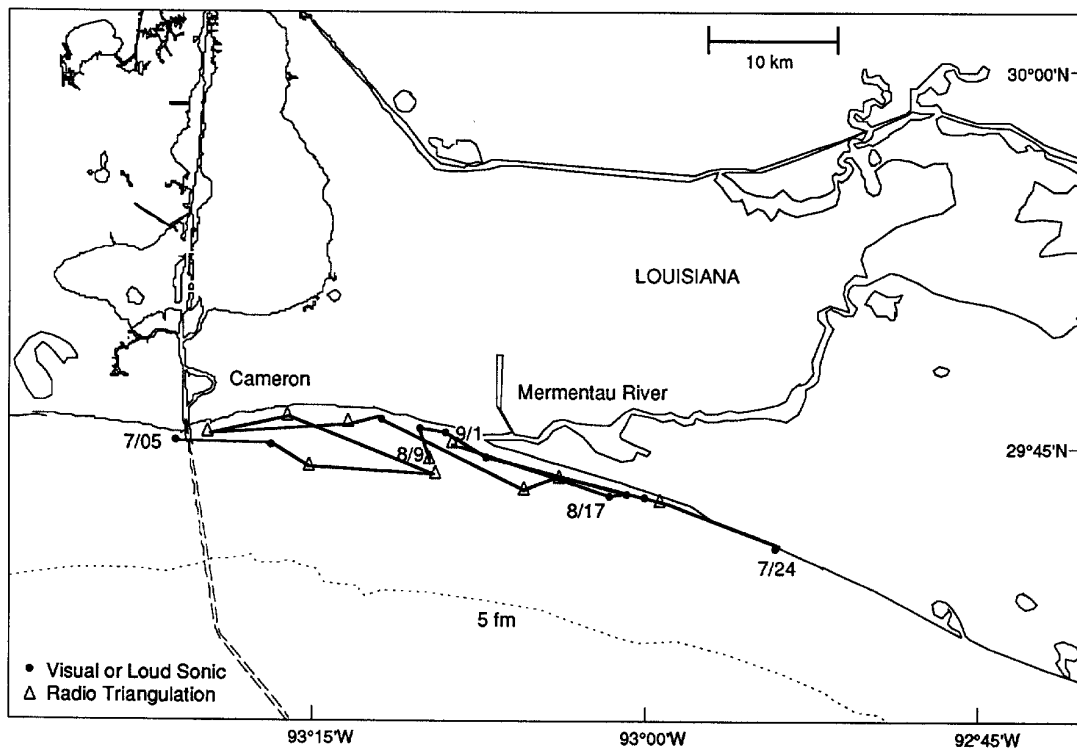 10 km
30°00'N
LOUISIANA
Cameron
Mermentau River
7/05
9/1
8/9
29°45'N
8/17
7/24
5 fm
Visual or Loud Sonic
Radio Triangulation
93°15'W
93°00'W
92°45'W